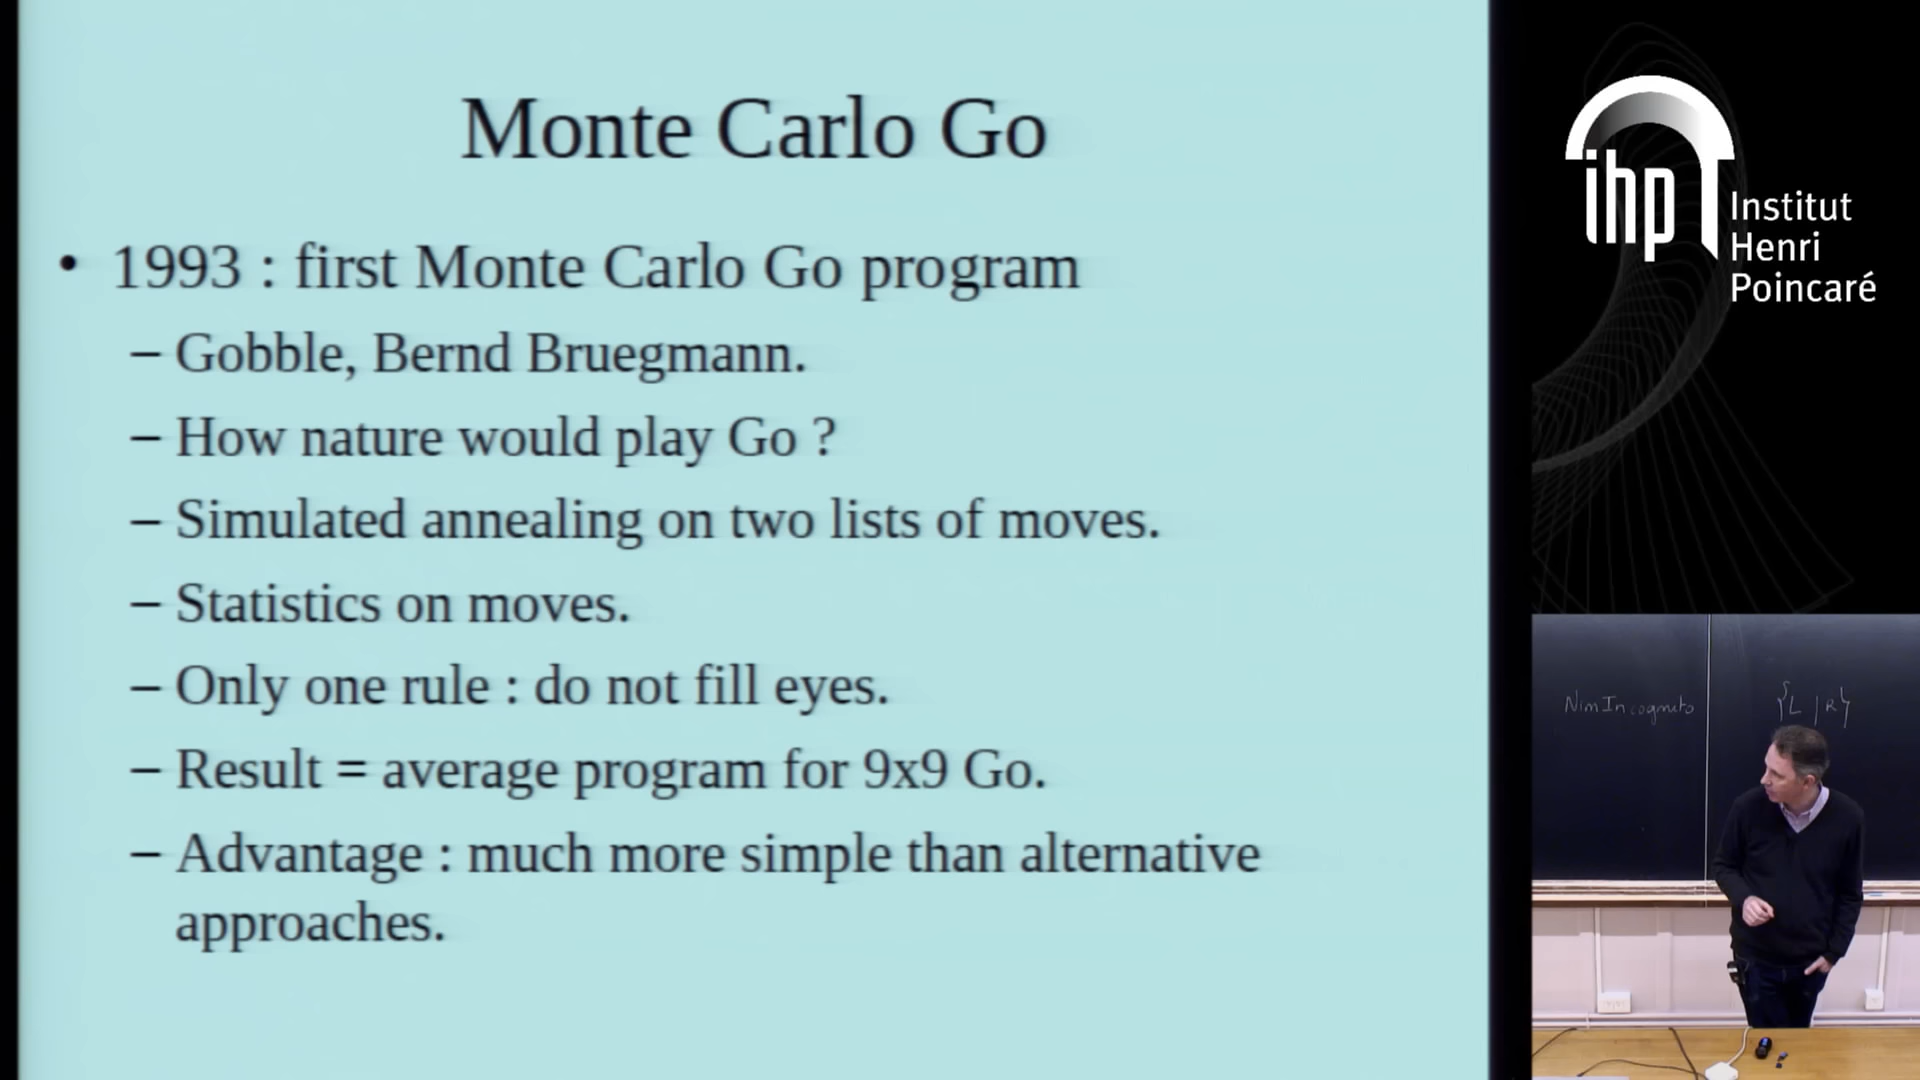 Monte Carlo Go
• 1993 : first Monte Carlo Go program
– Gobble, Bernd Bruegmann.
– How nature would play Go ?
– Simulated annealing on two lists of moves.
– Statistics on moves.
– Only one rule : do not fill eyes.
– Result = average program for 9x9 Go.
– Advantage : much more simple than alternative
approaches.
ihp
Institut
Henri
Poincaré
NimIncognito
{L | R}